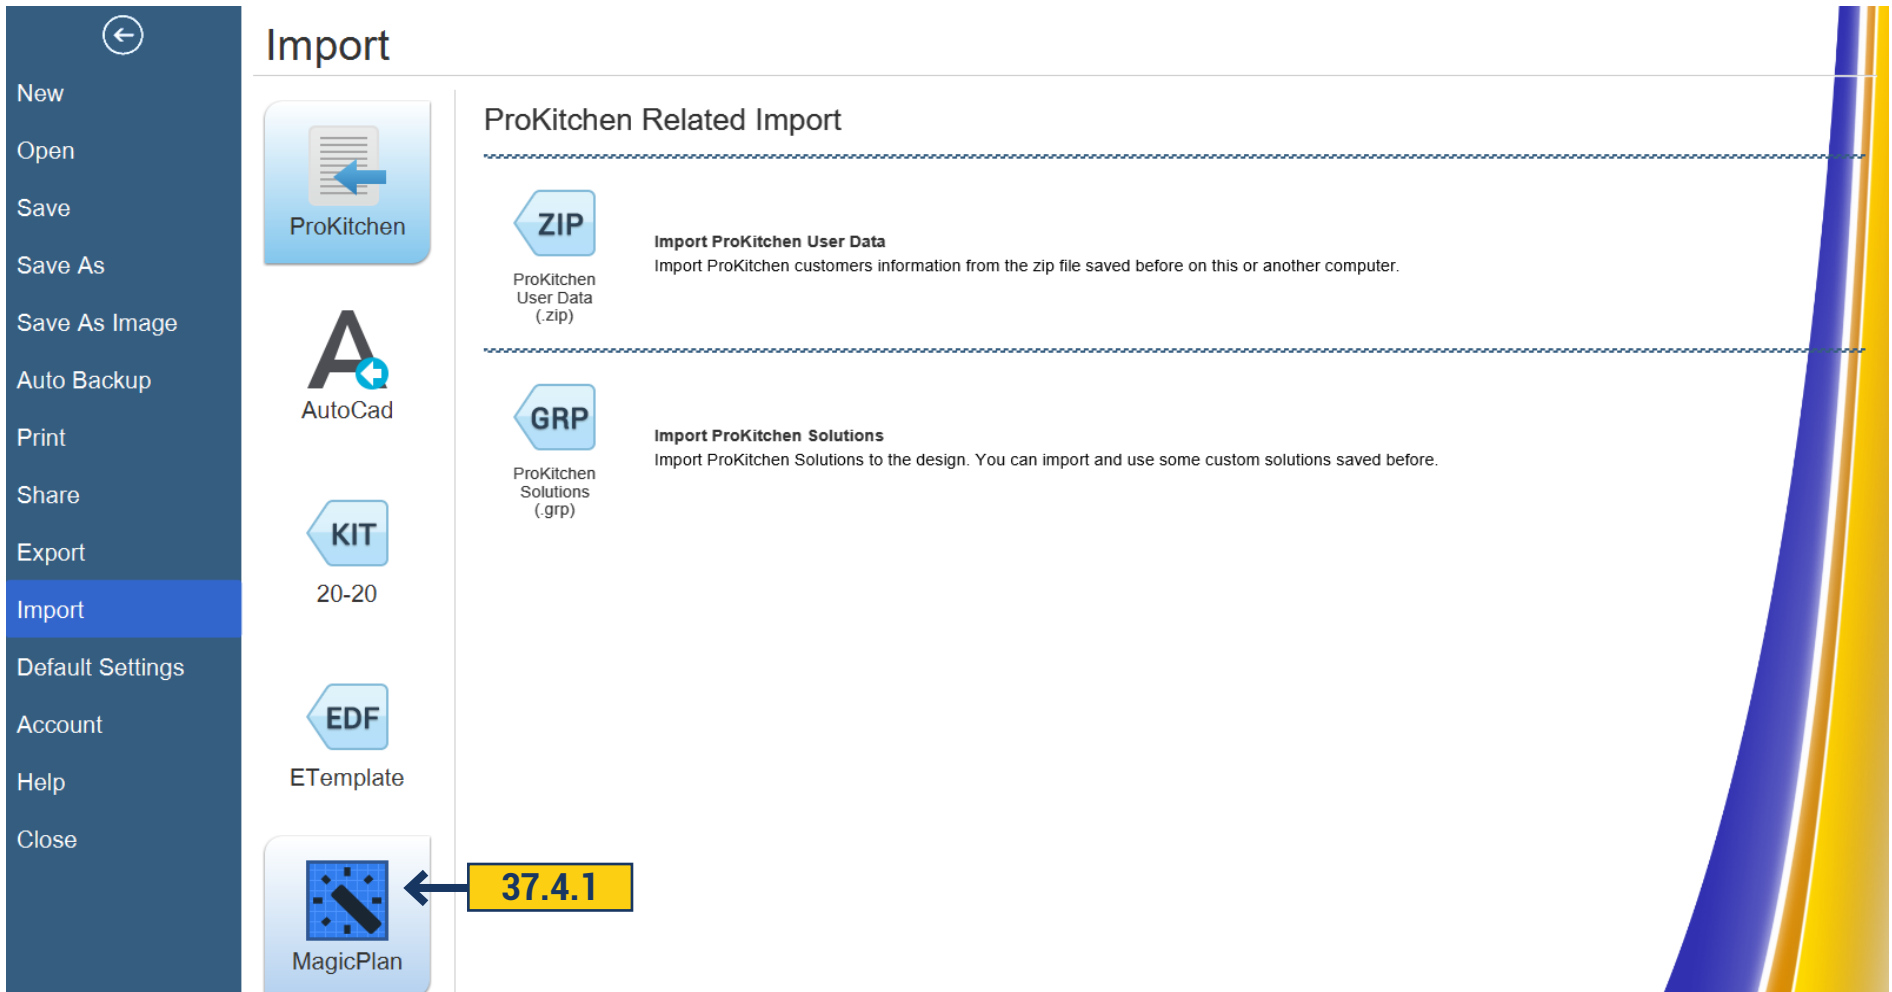 Import
New
Open
Save
Save As
Save As Image
Auto Backup
Print
Share
Export
Import
Default Settings
Account
Help
Close
ProKitchen
AutoCad
KIT
20-20
EDF
ETemplate
MagicPlan
37.4.1
ProKitchen Related Import
ZIP
ProKitchen
User Data
(.zip)
Import ProKitchen User Data
Import ProKitchen customers information from the zip file saved before on this or another computer.
GRP
ProKitchen
Solutions
(.grp)
Import ProKitchen Solutions
Import ProKitchen Solutions to the design. You can import and use some custom solutions saved before.